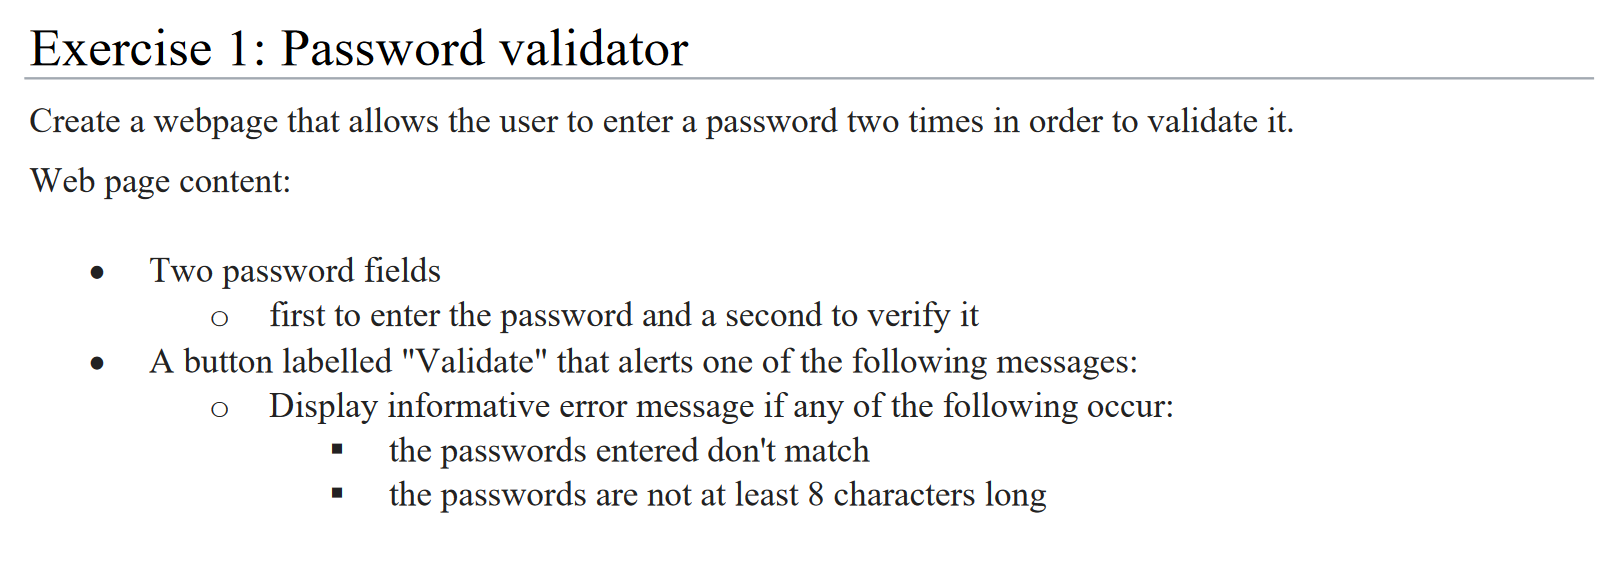 Exercise 1: Password validator
Create a webpage that allows the user to enter a password two times in order to validate it.
Web page content:
● Two password fields
○ first to enter the password and a second to verify it
● A button labelled "Validate" that alerts one of the following messages:
○ Display informative error message if any of the following occur:
▪ the passwords entered don't match
▪ the passwords are not at least 8 characters long